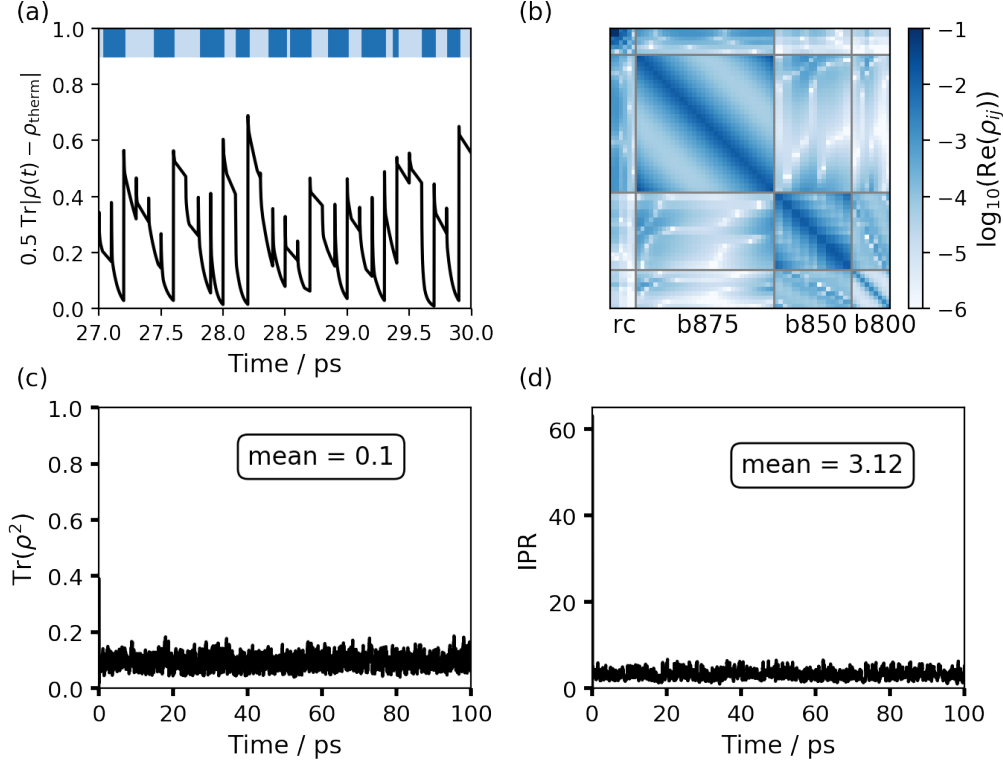 (a)
0.5 Tr|ρ(t) − ρtherm|
1.0
0.8
0.6
0.4
0.2
0.0
27.0 27.5 28.0 28.5 29.0 29.5 30.0
Time / ps
(b)
rc b875 b850 b800
−1
−2
−3
−4
−5
−6
log10(Re(ρij))
(c)
Tr(ρ²)
1.0
0.8
0.6
0.4
0.2
0.0
mean = 0.1
0 20 40 60 80 100
Time / ps
(d)
IPR
60
40
20
0
mean = 3.12
0 20 40 60 80 100
Time / ps